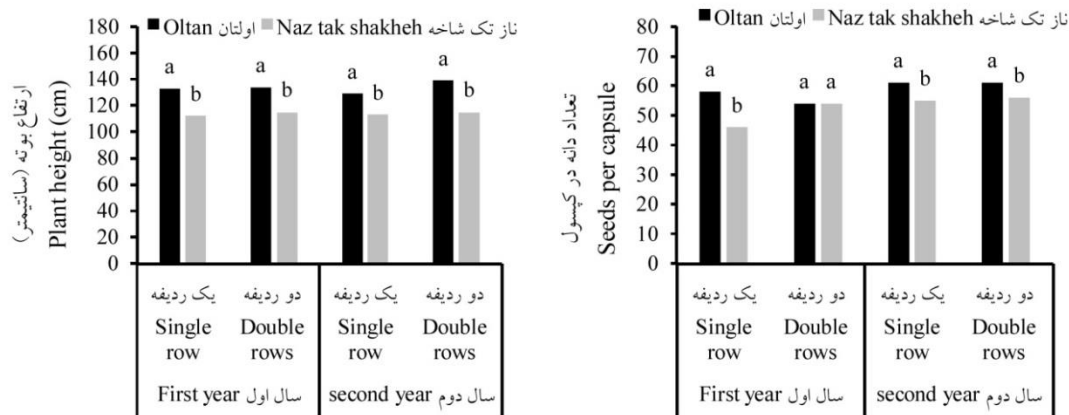 Oltan اولتان Naz tak shakheh ناز تک شاخه
ارتفاع بوته (سانتیمتر)
Plant height (cm)
180
160
140
120
100
80
60
40
20
0
a b a b a b a b
یک ردیفه دو ردیفه یک ردیفه دو ردیفه
Single Double Single Double
row rows row rows
First year سال اول second year سال دوم
Oltan اولتان Naz tak shakheh ناز تک شاخه
تعداد دانه در کپسول
Seeds per capsule
80
70
60
50
40
30
20
10
0
a b a a a b a b
یک ردیفه دو ردیفه یک ردیفه دو ردیفه
Single Double Single Double
row rows row rows
First year سال اول second year سال دوم